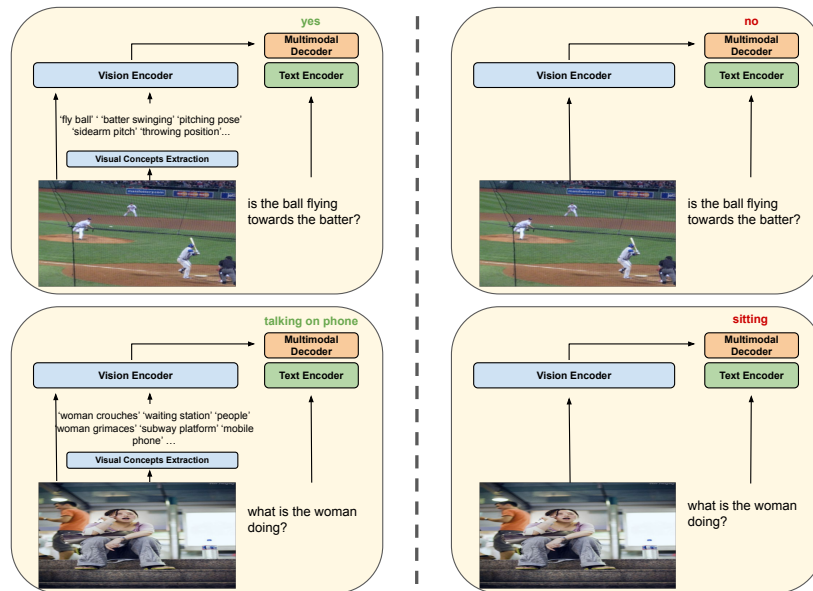 yes
Multimodal
Decoder
Vision Encoder
Text Encoder
'fly ball' ' 'batter swinging' 'pitching pose'
'sidearm pitch' 'throwing position'...
Visual Concepts Extraction
is the ball flying
towards the batter?
no
Multimodal
Decoder
Vision Encoder
Text Encoder
is the ball flying
towards the batter?
talking on phone
Multimodal
Decoder
Vision Encoder
Text Encoder
'woman crouches' 'waiting station' 'people'
'woman grimaces' 'subway platform' 'mobile
phone' ...
Visual Concepts Extraction
what is the woman
doing?
sitting
Multimodal
Decoder
Vision Encoder
Text Encoder
what is the woman
doing?